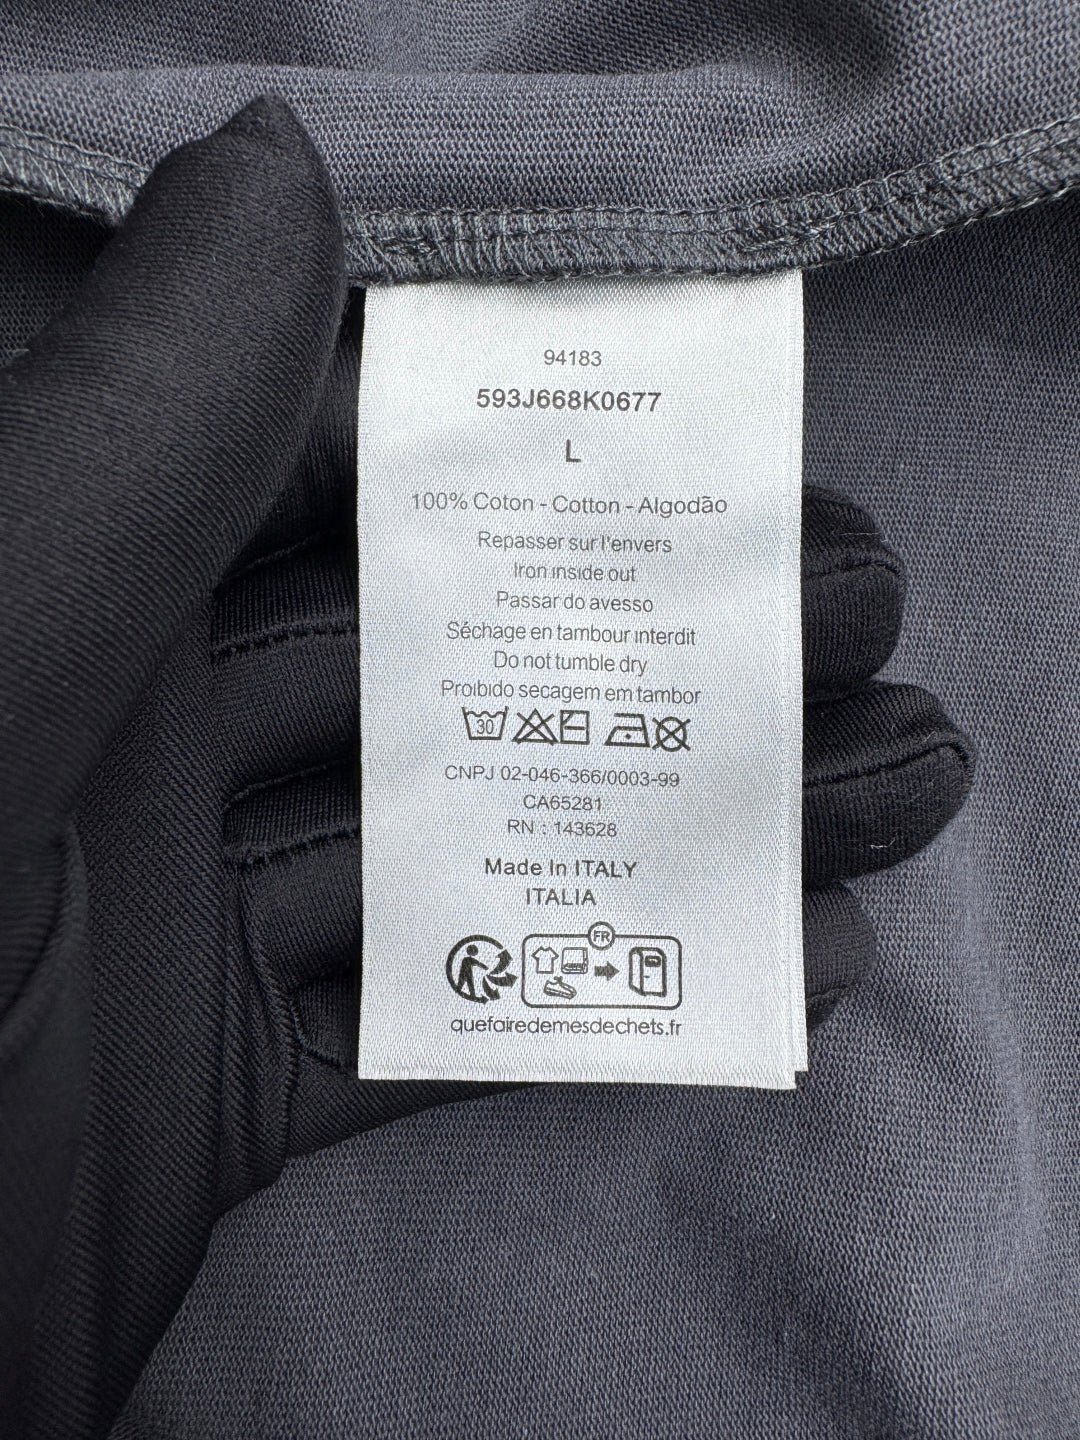 94183
593J668K0677
L
100% Coton - Cotton - Algodão
Repasser sur l'envers
Iron inside out
Passar do avesso
Séchage en tambour interdit
Do not tumble dry
Proibido secagem em tambor
30
CNPJ 02-046-366/0003-99
CA65281
RN : 143628
Made In ITALY
ITALIA
FR
quefairedemesdechets.fr